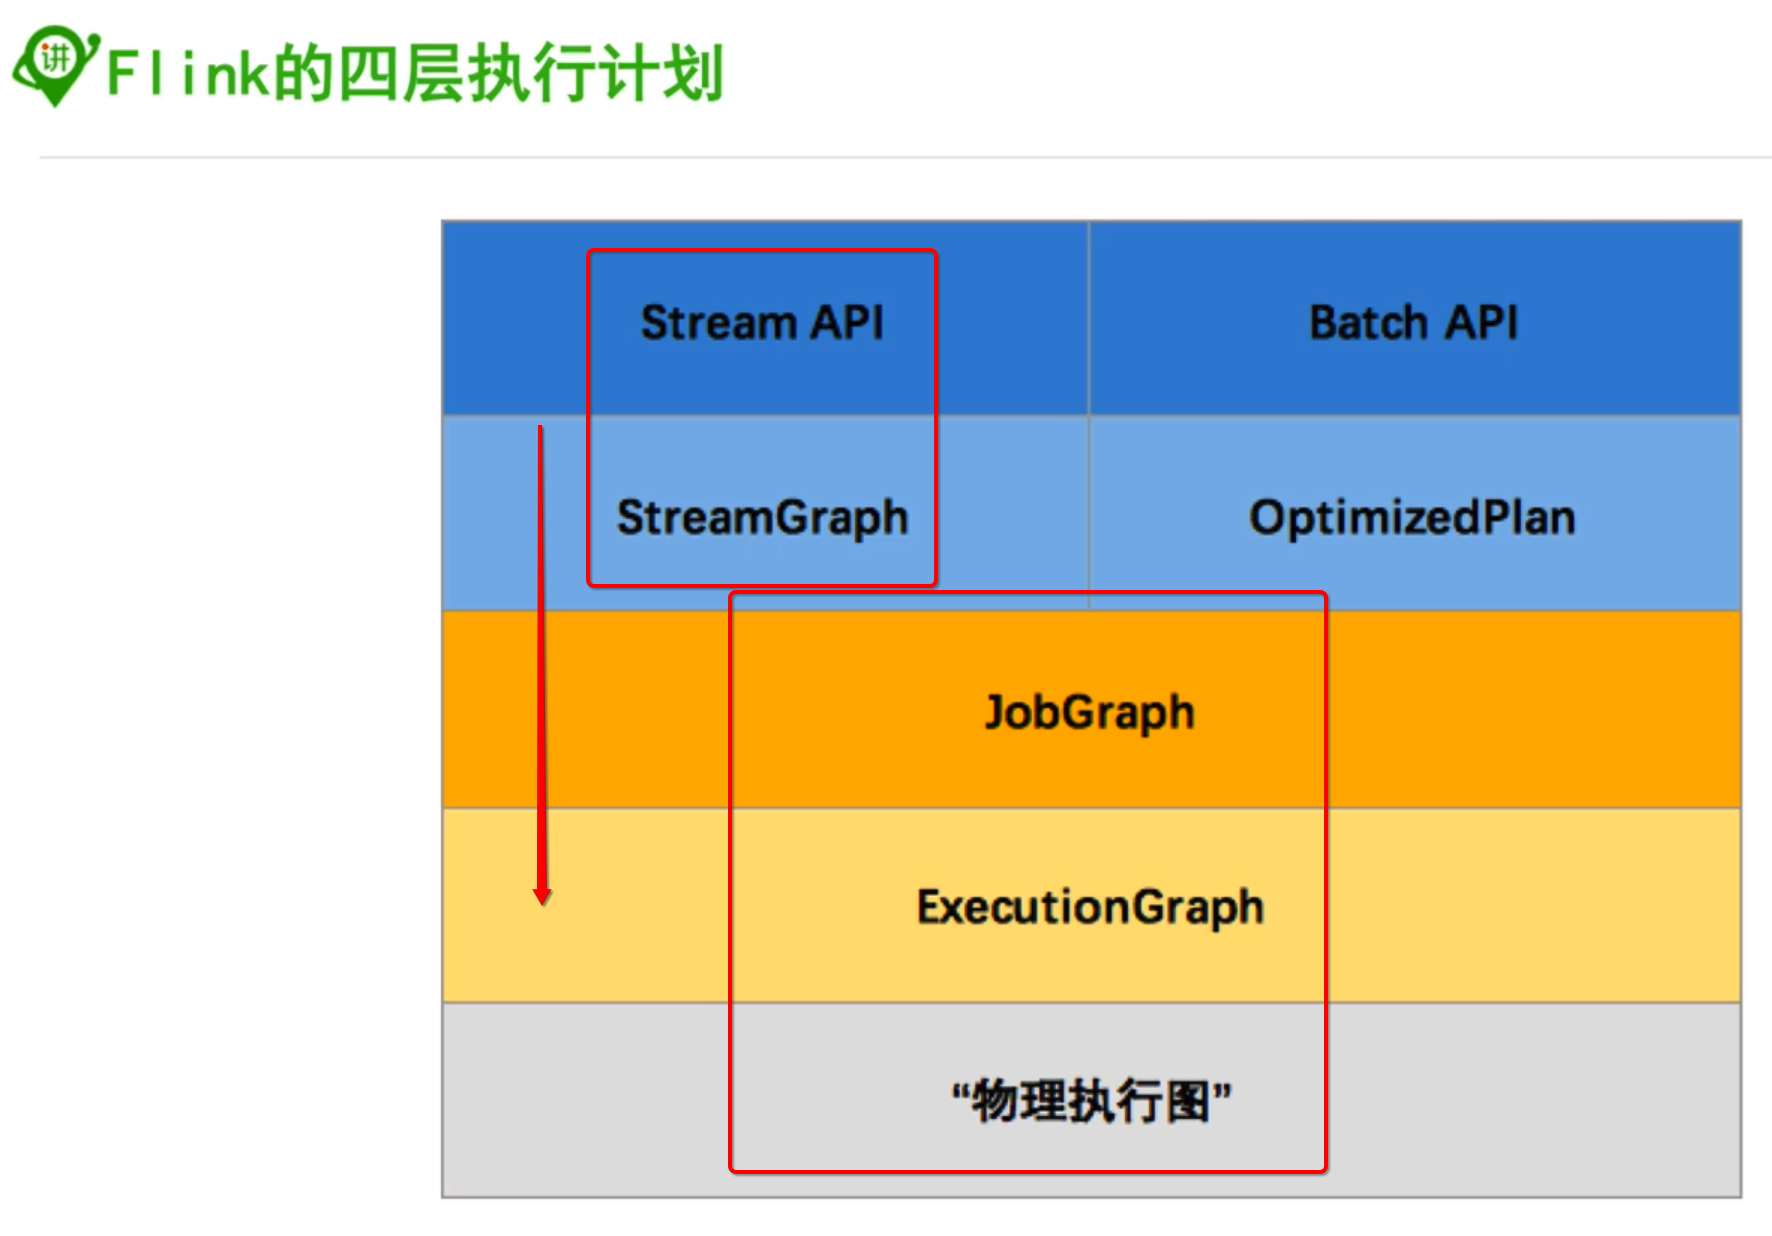 讲
Flink的四层执行计划
Stream API
Batch API
StreamGraph
OptimizedPlan
JobGraph
ExecutionGraph
“物理执行图”